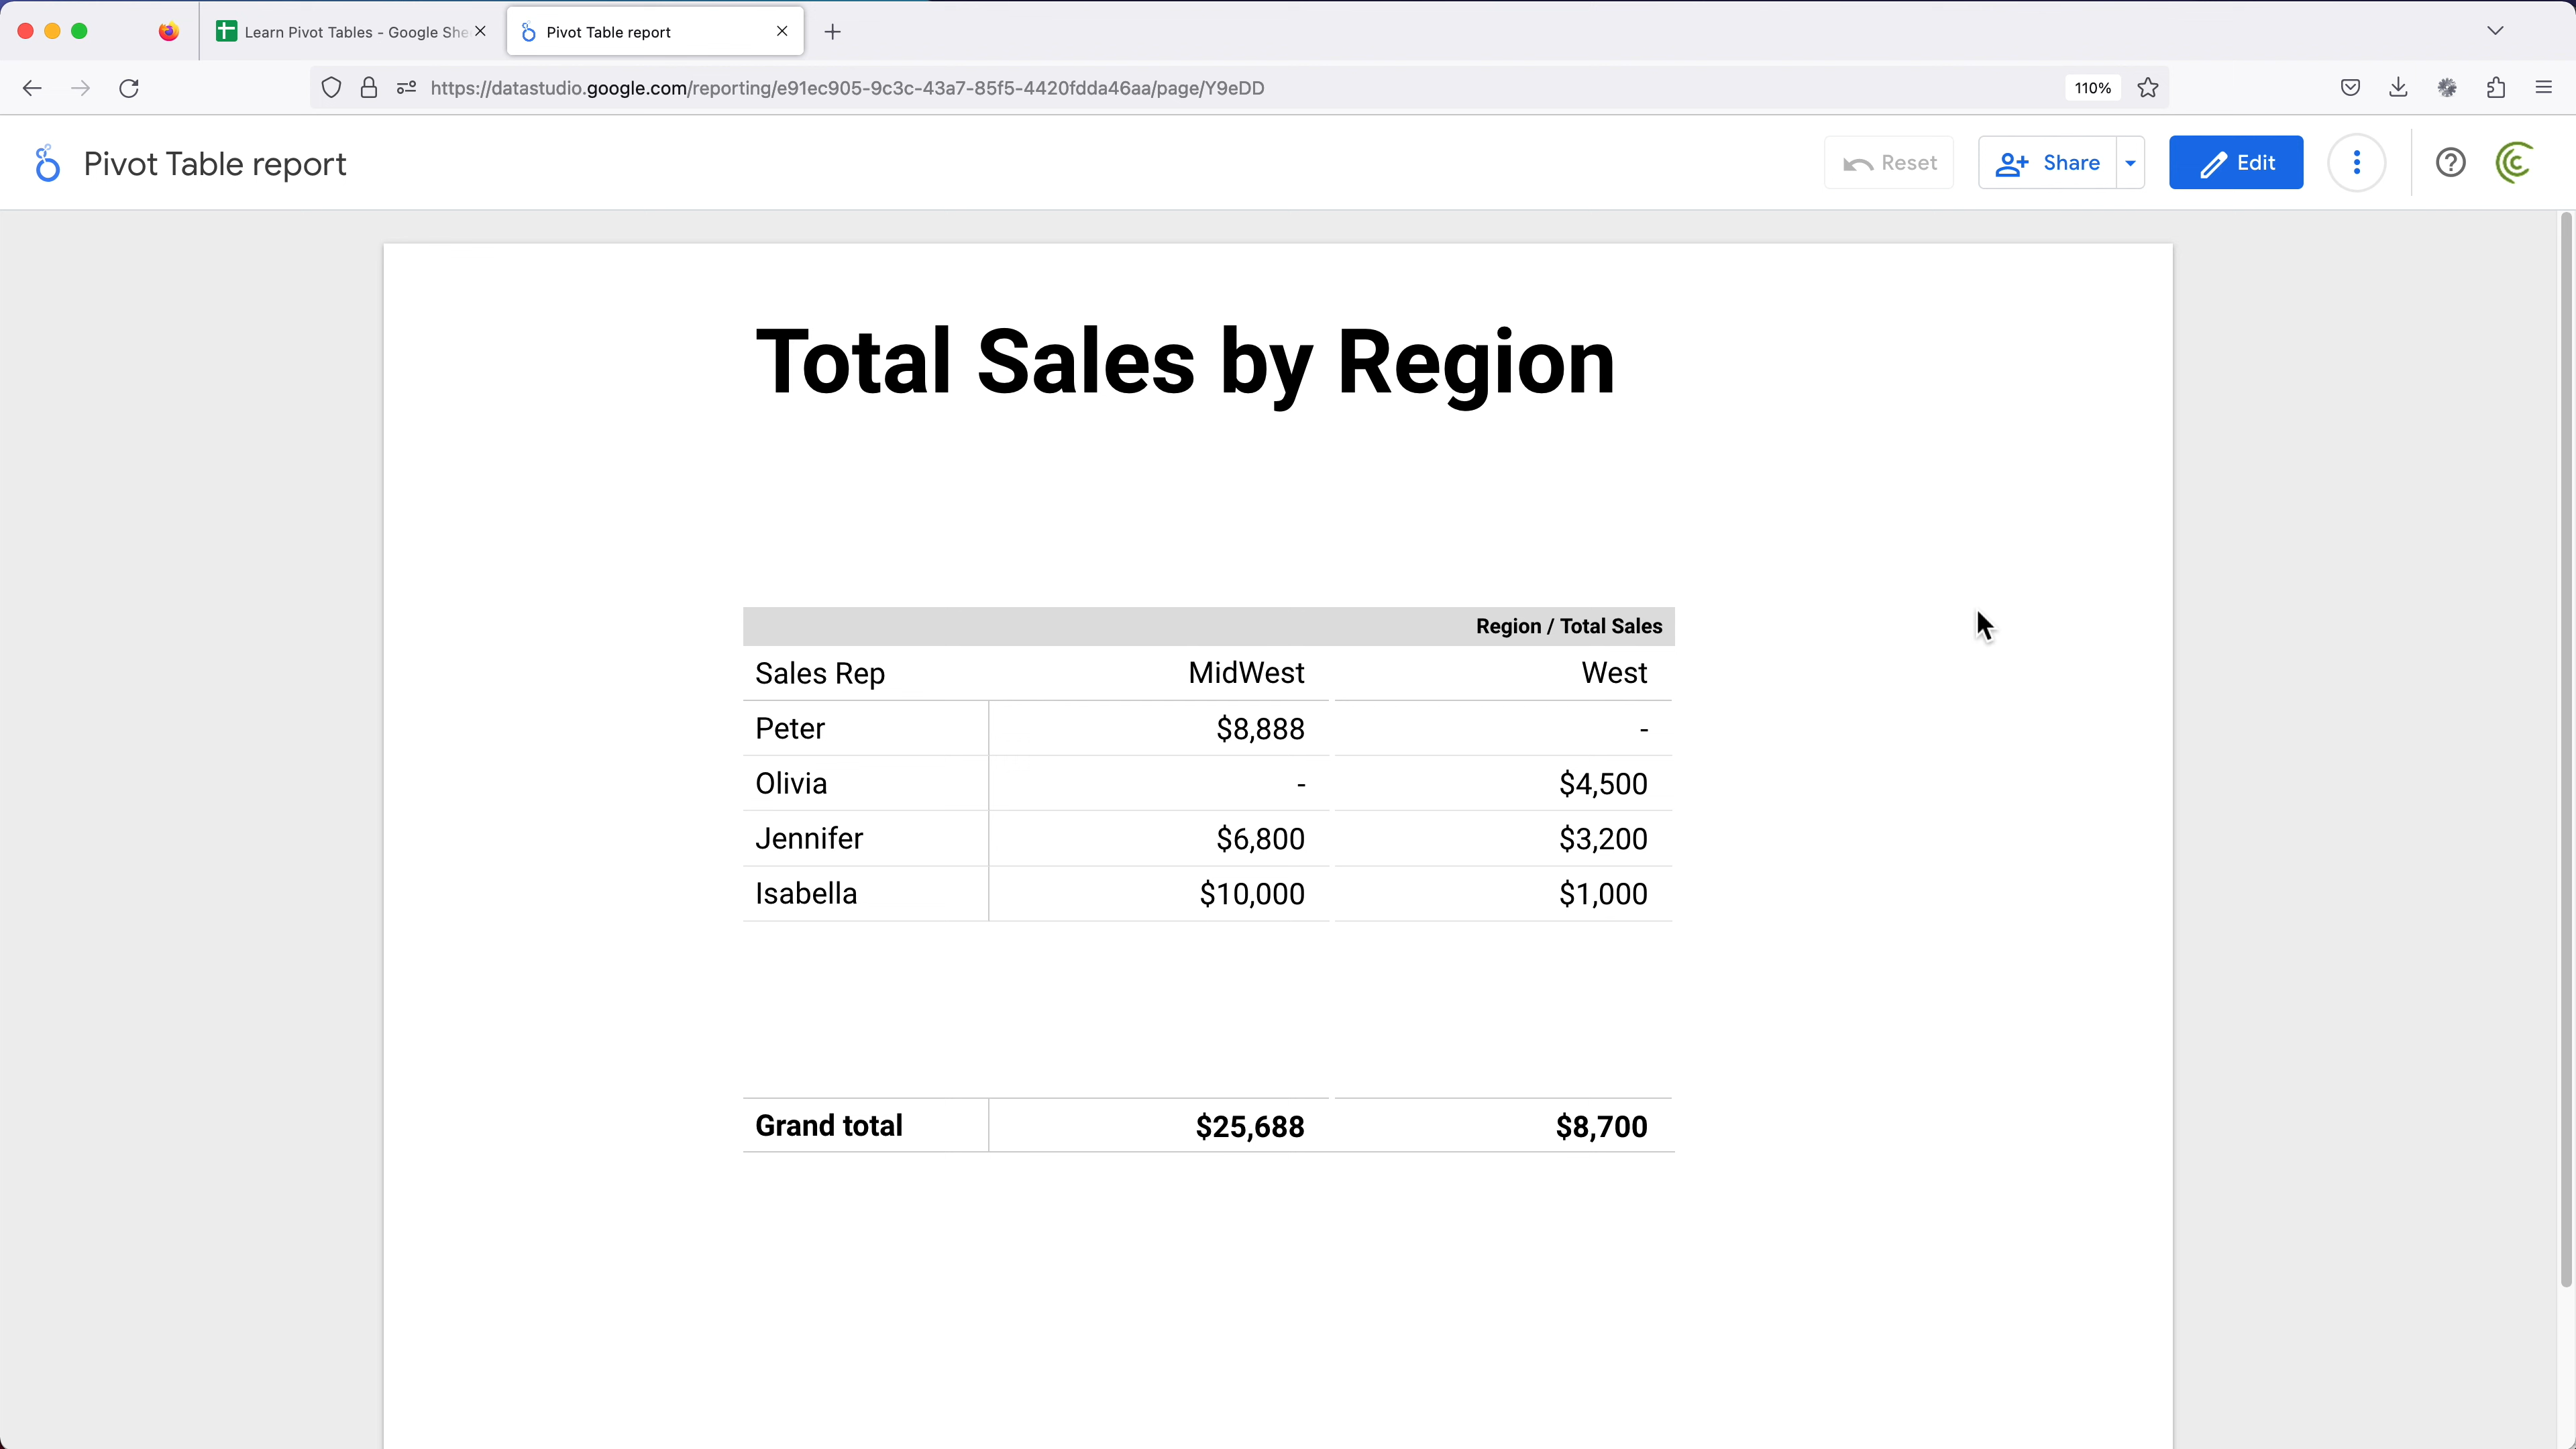 Learn Pivot Tables - Google She
Pivot Table report
https://datastudio.google.com/reporting/e91ec905-9c3c-43a7-85f5-4420fdda46aa/page/Y9eDD
110%
Pivot Table report
Reset
Share
Edit
Total Sales by Region
Region / Total Sales
Sales Rep MidWest West
Peter $8,888 -
Olivia - $4,500
Jennifer $6,800 $3,200
Isabella $10,000 $1,000
Grand total $25,688 $8,700